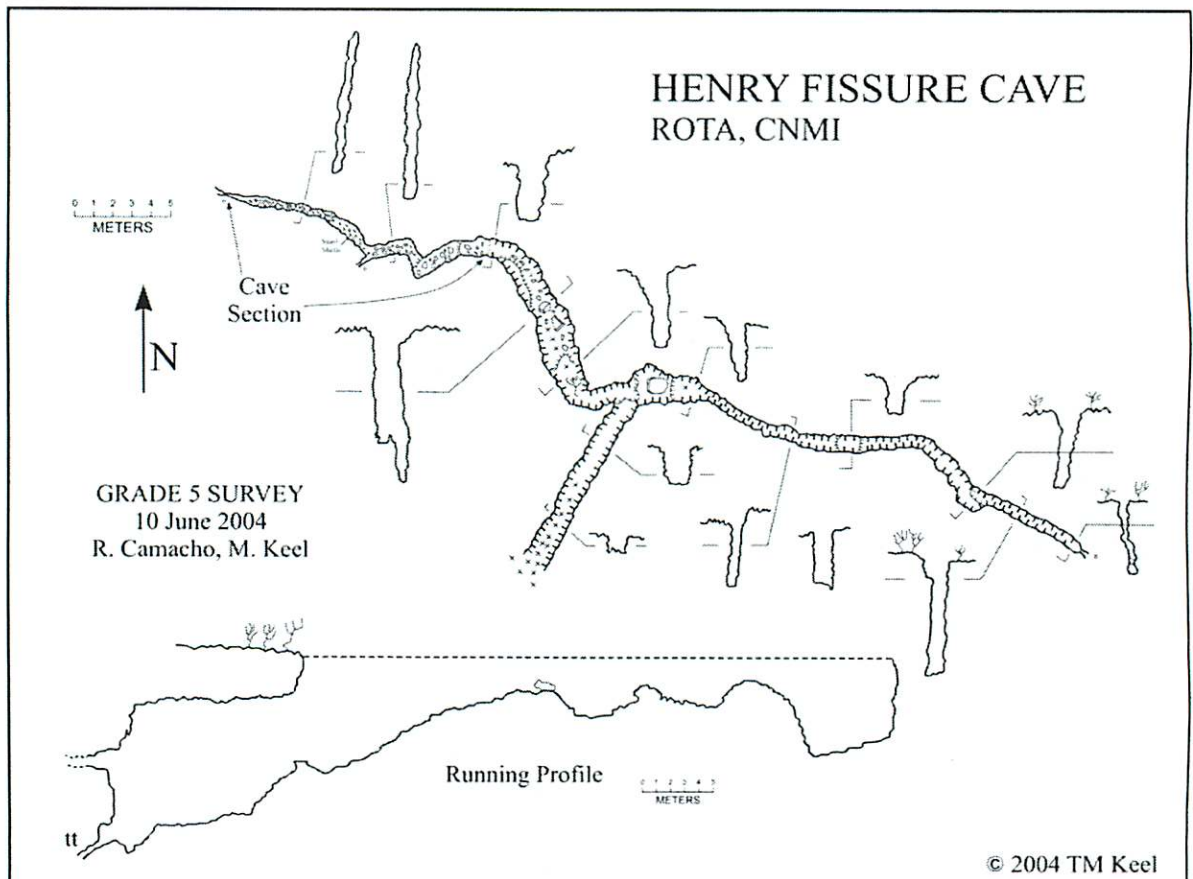 HENRY FISSURE CAVE
ROTA, CNMI
0 1 2 3 4 5
METERS
Cave
Section
N
GRADE 5 SURVEY
10 June 2004
R. Camacho, M. Keel
Running Profile
0 1 2 3 4 5
METERS
tt
© 2004 TM Keel